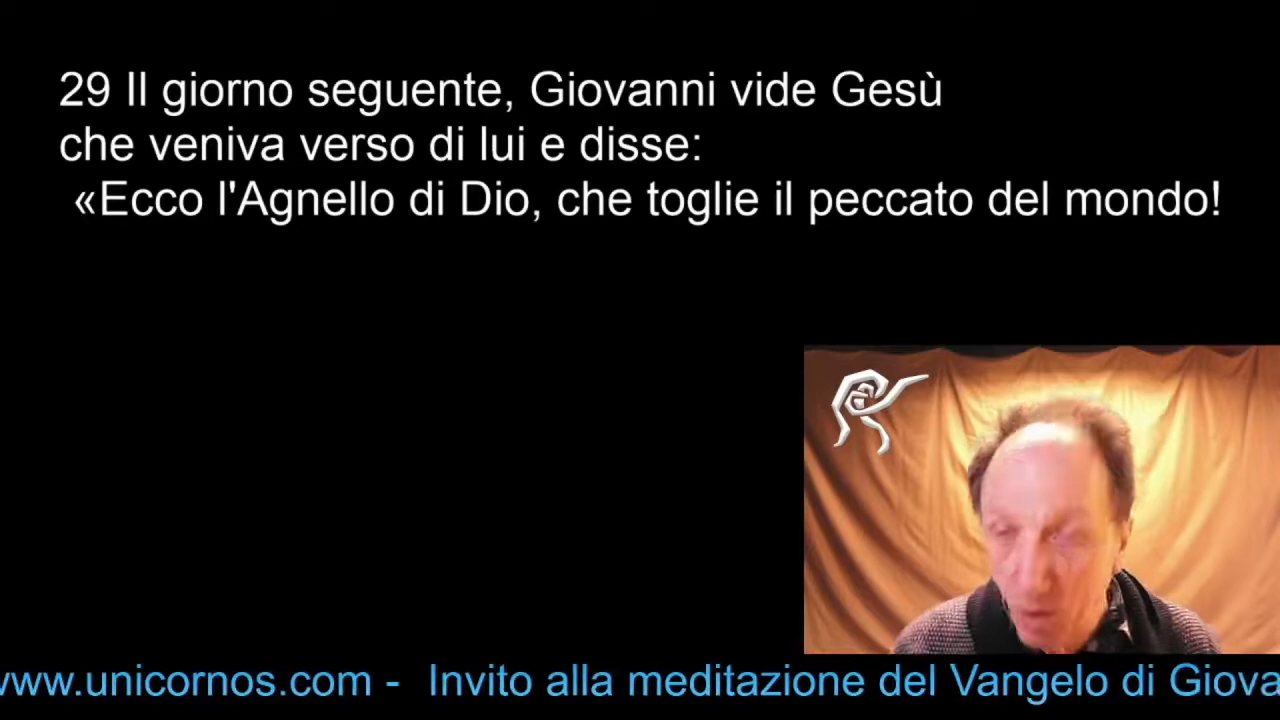 29 Il giorno seguente, Giovanni vide Gesù
che veniva verso di lui e disse:
«Ecco l'Agnello di Dio, che toglie il peccato del mondo!
www.unicornos.com - Invito alla meditazione del Vangelo di Giova